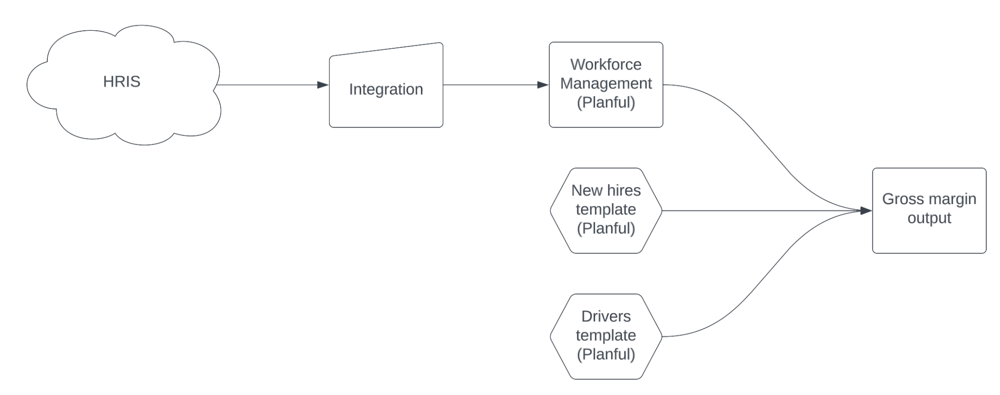 HRIS
Integration
Workforce
Management
(Planful)
New hires
template
(Planful)
Gross margin
output
Drivers
template
(Planful)